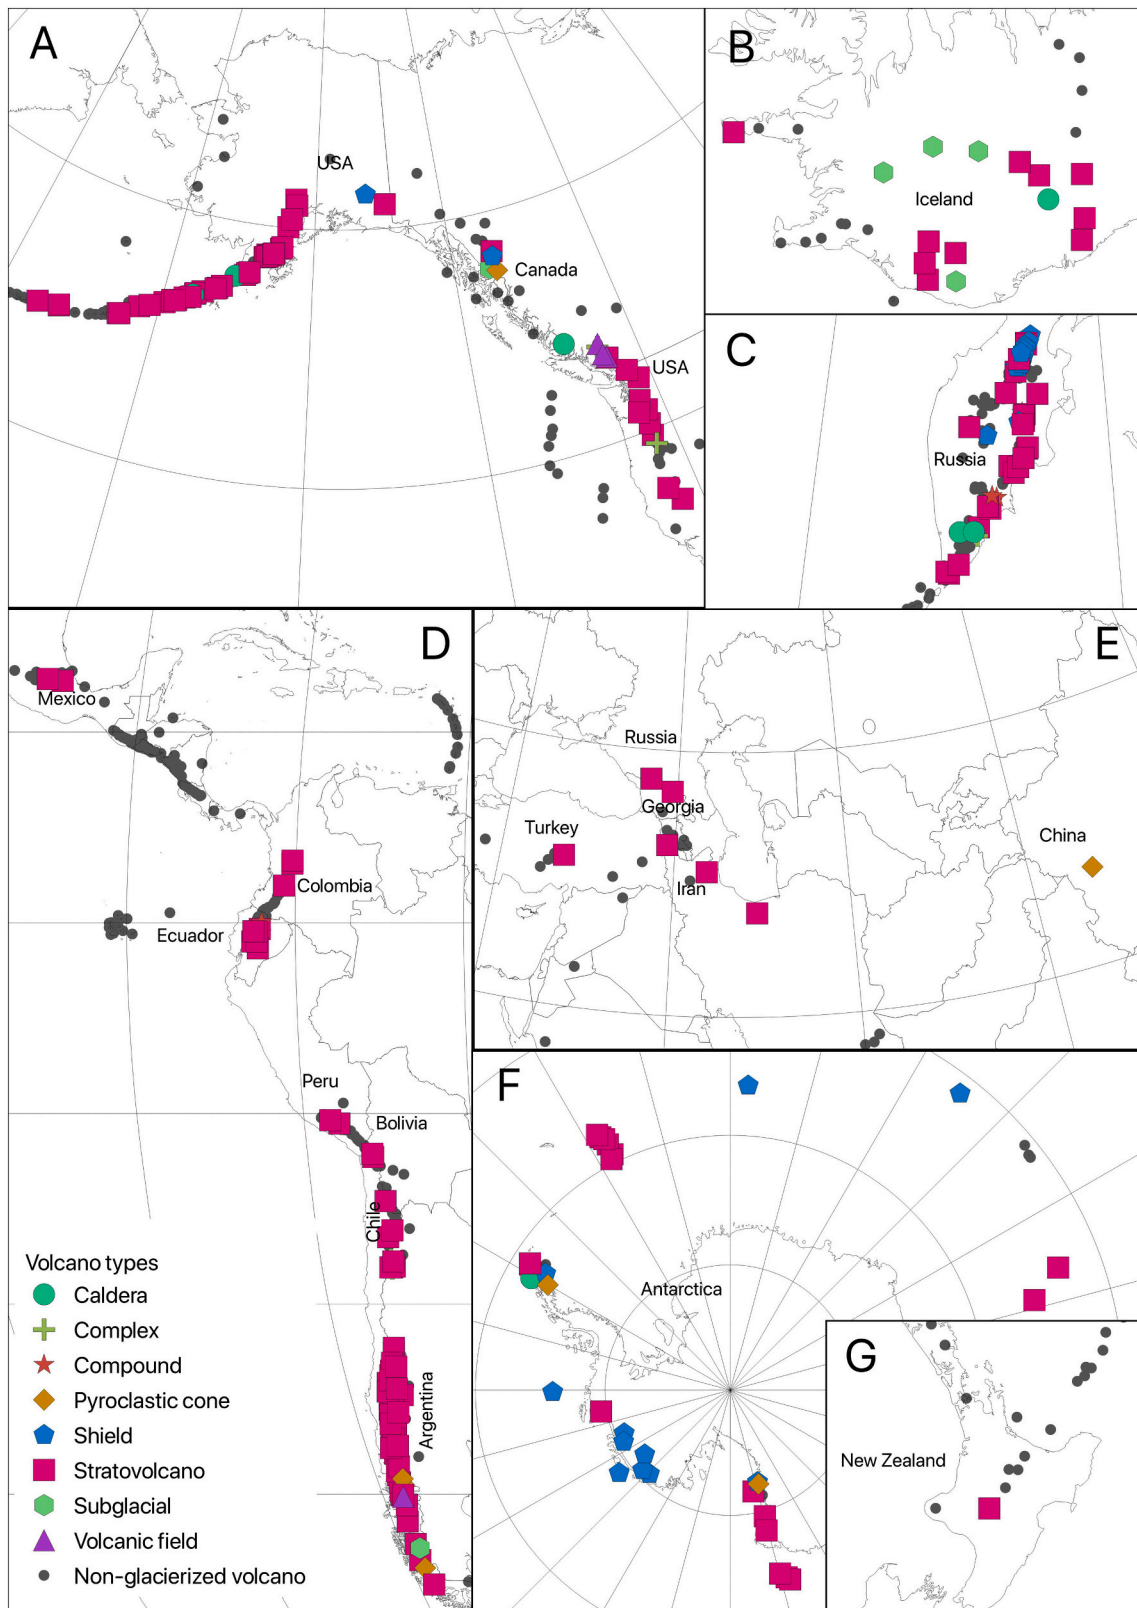 A
USA
Canada
USA
B
Iceland
C
Russia
D
Mexico
Colombia
Ecuador
Peru
Bolivia
Chile
Argentina
Volcano types
Caldera
Complex
Compound
Pyroclastic cone
Shield
Stratovolcano
Subglacial
Volcanic field
Non-glacierized volcano
E
Russia
Georgia
Turkey
Iran
China
F
Antarctica
G
New Zealand